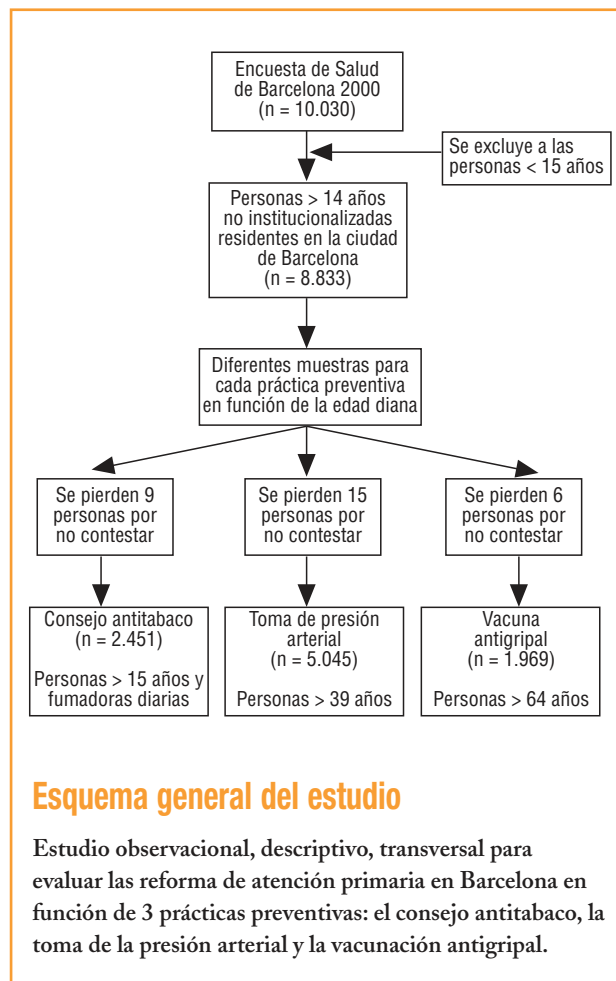 Encuesta de Salud
de Barcelona 2000
(n = 10.030)
Se excluye a las
personas < 15 años
Personas > 14 años
no institucionalizadas
residentes en la ciudad
de Barcelona
(n = 8.833)
Diferentes muestras para
cada práctica preventiva
en función de la edad diana
Se pierden 9
personas por
no contestar
Se pierden 15
personas por
no contestar
Se pierden 6
personas por
no contestar
Consejo antitabaco
(n = 2.451)
Personas > 15 años y
fumadoras diarias
Toma de presión
arterial
(n = 5.045)
Personas > 39 años
Vacuna
antigripal
(n = 1.969)
Personas > 64 años
Esquema general del estudio
Estudio observacional, descriptivo, transversal para
evaluar las reforma de atención primaria en Barcelona en
función de 3 prácticas preventivas: el consejo antitabaco, la
toma de la presión arterial y la vacunación antigripal.